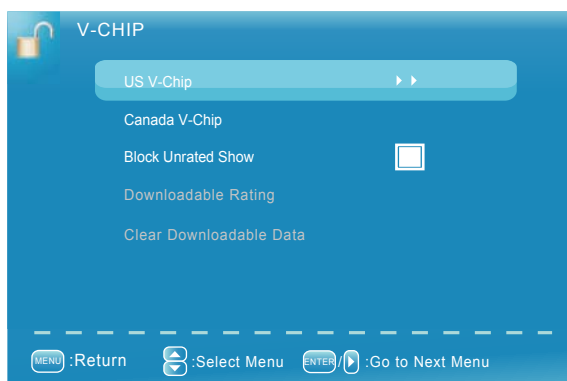 V-CHIP
US V-Chip
Canada V-Chip
Block Unrated Show
Downloadable Rating
Clear Downloadable Data
MENU :Return :Select Menu ENTER / :Go to Next Menu